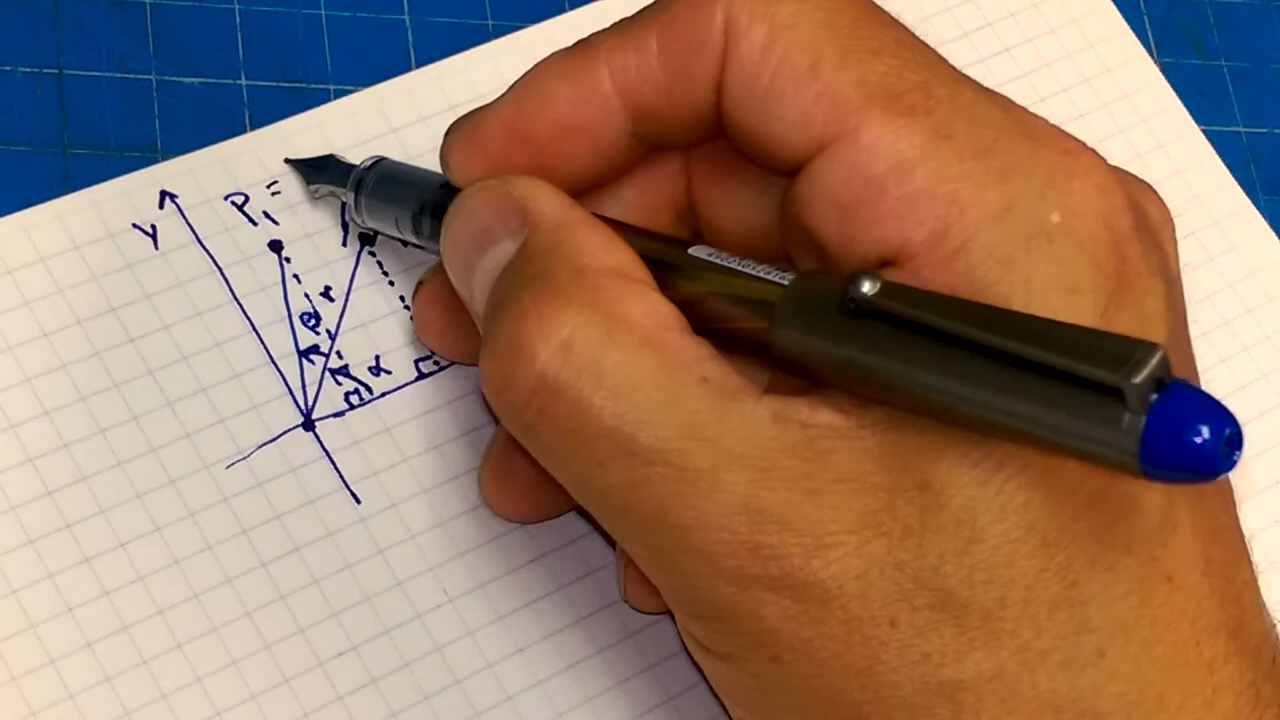 P₁ =
Y
r
θ
α